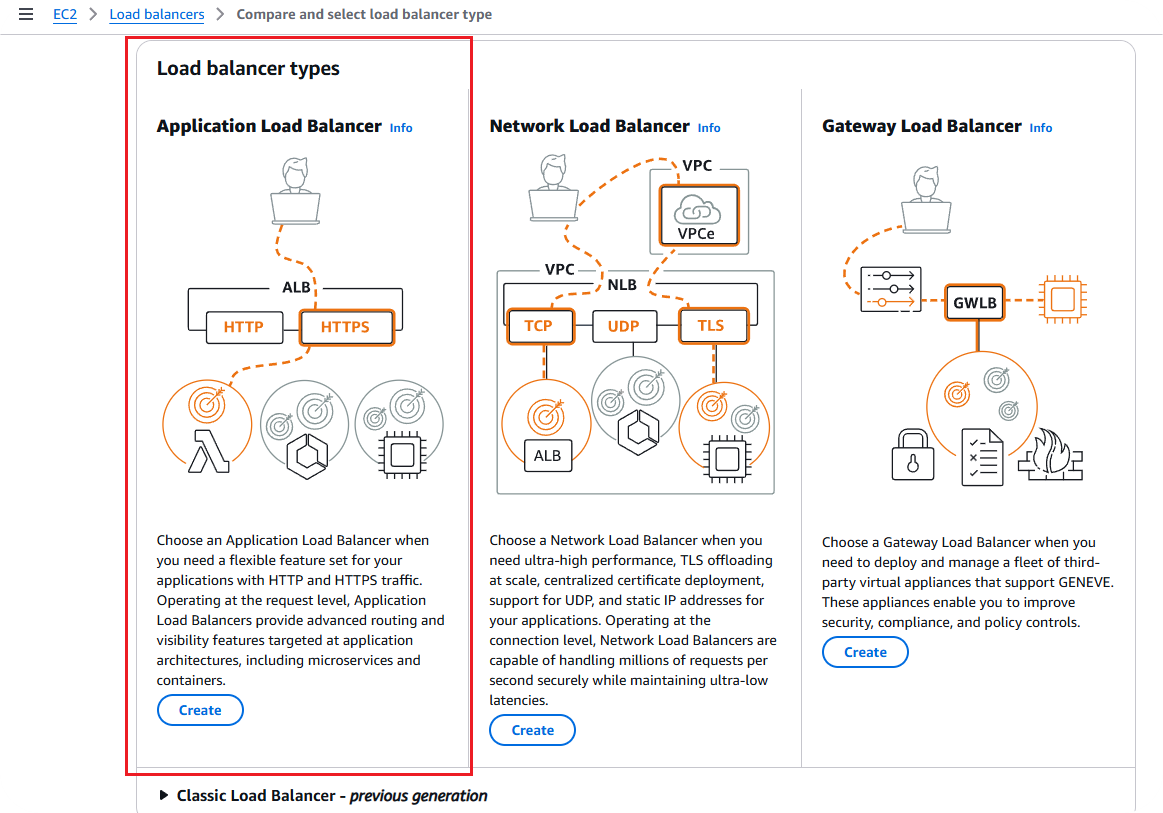 EC2 > Load balancers > Compare and select load balancer type
Load balancer types
Application Load Balancer Info
ALB
HTTP
HTTPS
Choose an Application Load Balancer when
you need a flexible feature set for your
applications with HTTP and HTTPS traffic.
Operating at the request level, Application
Load Balancers provide advanced routing and
visibility features targeted at application
architectures, including microservices and
containers.
Create
Network Load Balancer Info
VPC
VPCe
VPC
NLB
TCP
UDP
TLS
ALB
Choose a Network Load Balancer when you
need ultra-high performance, TLS offloading
at scale, centralized certificate deployment,
support for UDP, and static IP addresses for
your applications. Operating at the
connection level, Network Load Balancers are
capable of handling millions of requests per
second securely while maintaining ultra-low
latencies.
Create
Gateway Load Balancer Info
GWLB
Choose a Gateway Load Balancer when you
need to deploy and manage a fleet of third-
party virtual appliances that support GENEVE.
These appliances enable you to improve
security, compliance, and policy controls.
Create
Classic Load Balancer - previous generation